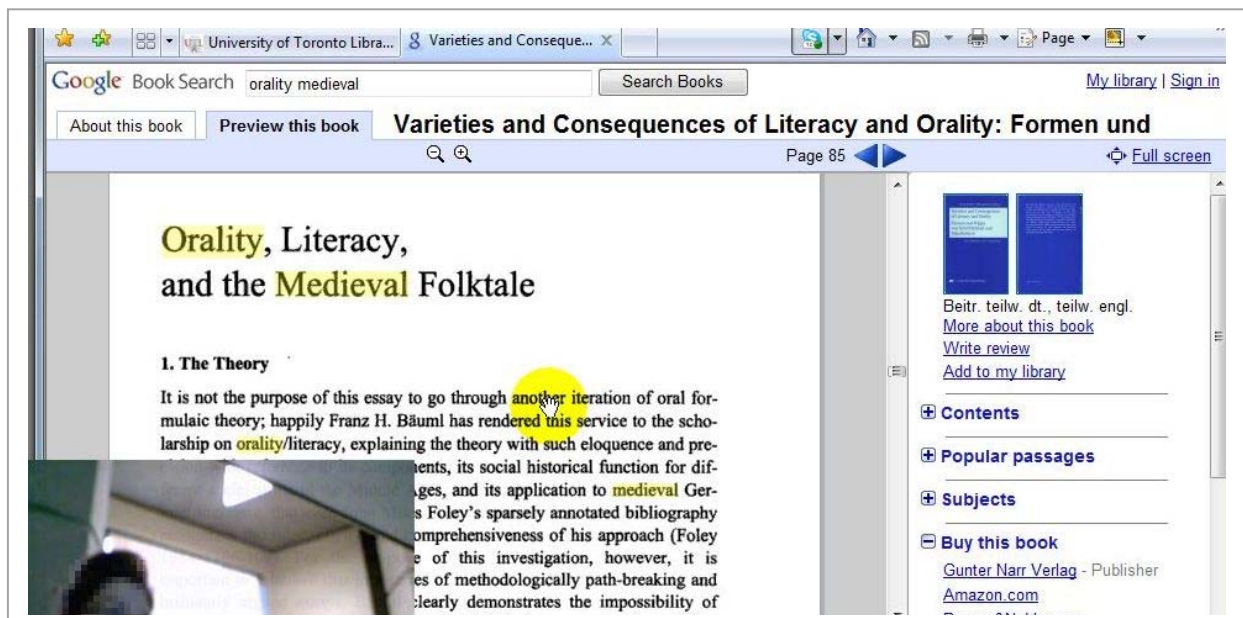 University of Toronto Libra...
Varieties and Conseque...
Page
Google Book Search
orality medieval
Search Books
My library | Sign in
About this book
Preview this book
Varieties and Consequences of Literacy and Orality: Formen und
Page 85
Full screen
Orality, Literacy,
and the Medieval Folktale
1. The Theory
It is not the purpose of this essay to go through another iteration of oral for-
mulaic theory; happily Franz H. Bäuml has rendered this service to the scho-
larship on orality/literacy, explaining the theory with such eloquence and pre-
its social historical function for dif-
Ages, and its application to medieval Ger-
Foley's sparsely annotated bibliography
omprehensiveness of his approach (Foley
of this investigation, however, it is
es of methodologically path-breaking and
clearly demonstrates the impossibility of
Beitr. teilw. dt., teilw. engl.
More about this book
Write review
Add to my library
Contents
Popular passages
Subjects
Buy this book
Gunter Narr Verlag - Publisher
Amazon.com